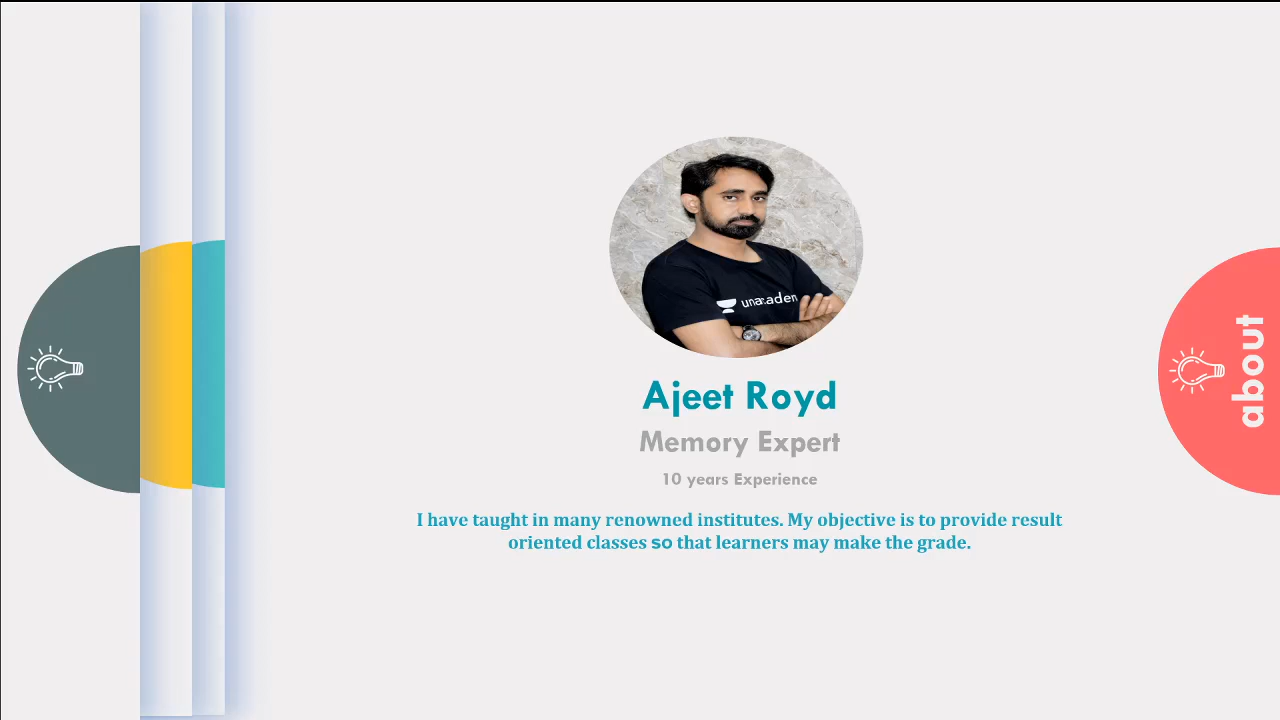 Ajeet Royd
Memory Expert
10 years Experience
I have taught in many renowned institutes. My objective is to provide result
oriented classes so that learners may make the grade.
about